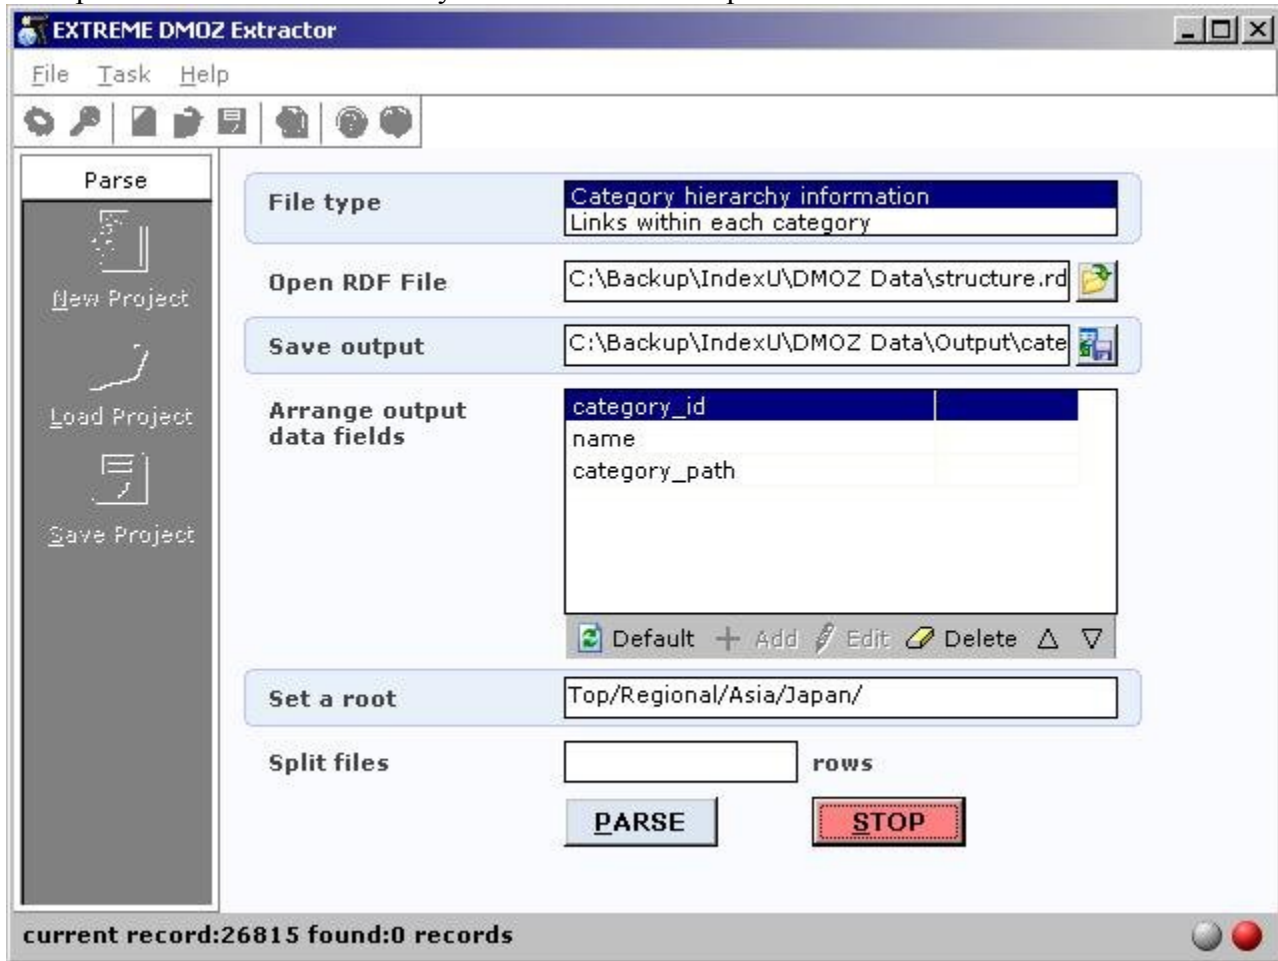 EXTREME DMOZ Extractor
File Task Help
Parse
New Project
Load Project
Save Project
File type
Category hierarchy information
Links within each category
Open RDF File
C:\Backup\IndexU\DMOZ Data\structure.rd
Save output
C:\Backup\IndexU\DMOZ Data\Output\cate
Arrange output
data fields
category_id
name
category_path
Default Add Edit Delete
Set a root
Top/Regional/Asia/Japan/
Split files
rows
PARSE STOP
current record:26815 found:0 records